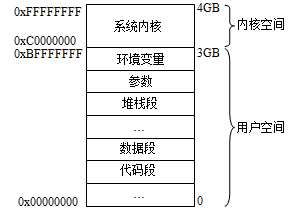 0xFFFFFFFF
4GB
系统内核
内核空间
0xC0000000
0xBFFFFFFF
环境变量
3GB
参数
堆栈段
...
用户空间
数据段
代码段
0x00000000
...
0